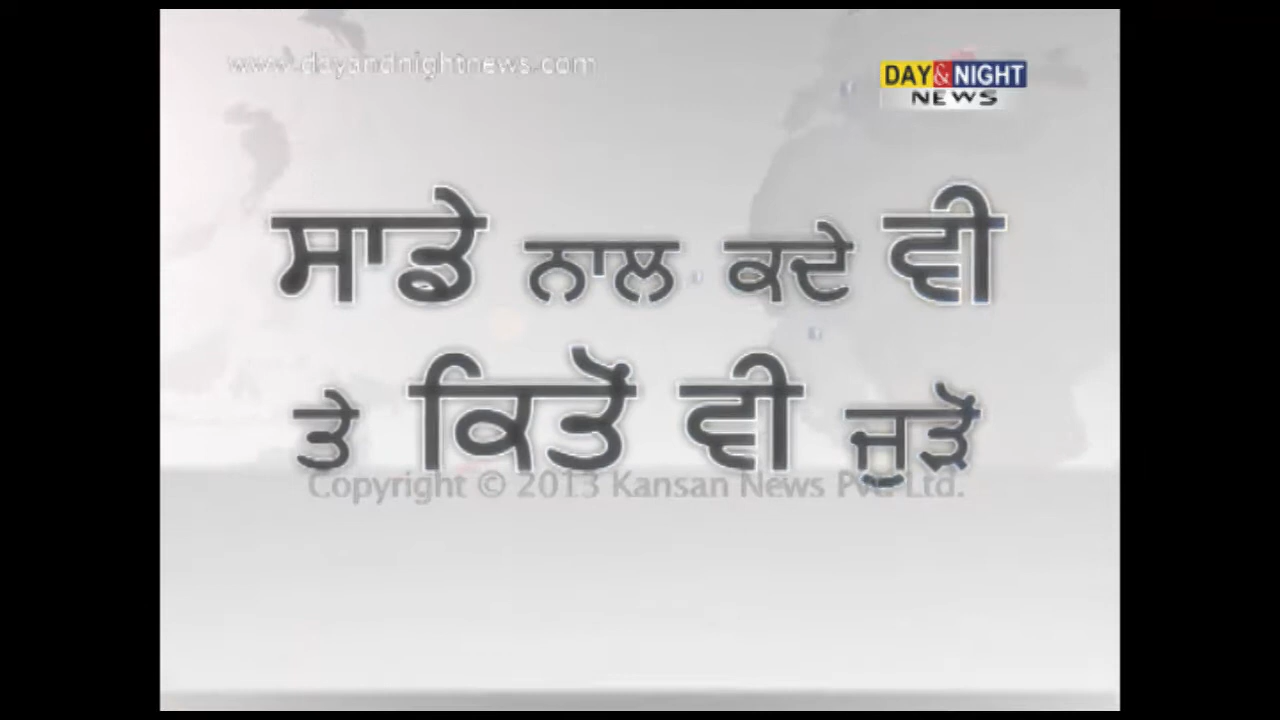 www.dayandnightnews.com
DAY&NIGHT
NEWS
ਸਾਡੇ ਨਾਲ ਕਦੇ ਵੀ
ਤੇ ਕਿਤੋਂ ਵੀ ਜੁੜੋਂ
Copyright © 2013 Kansan News Pvt. Ltd.